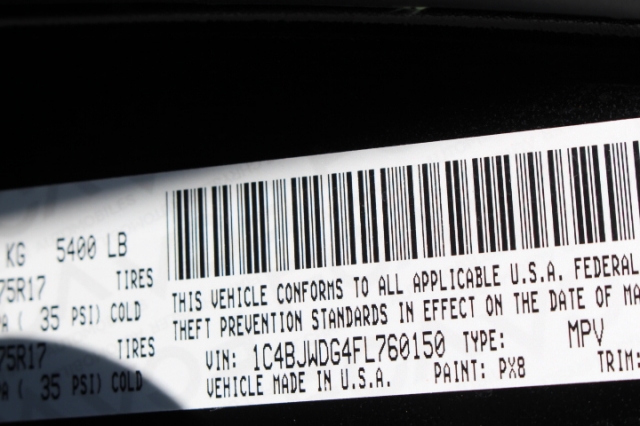 KG 5400 LB
75R17 TIRES
( 35 PSI) COLD
75R17 TIRES
( 35 PSI) COLD
THIS VEHICLE CONFORMS TO ALL APPLICABLE U.S.A. FEDERAL
THEFT PREVENTION STANDARDS IN EFFECT ON THE DATE OF MA
VIN: 1C4BJWDG4FL760150 TYPE: MPV
VEHICLE MADE IN U.S.A. PAINT: PX8 TRIM: